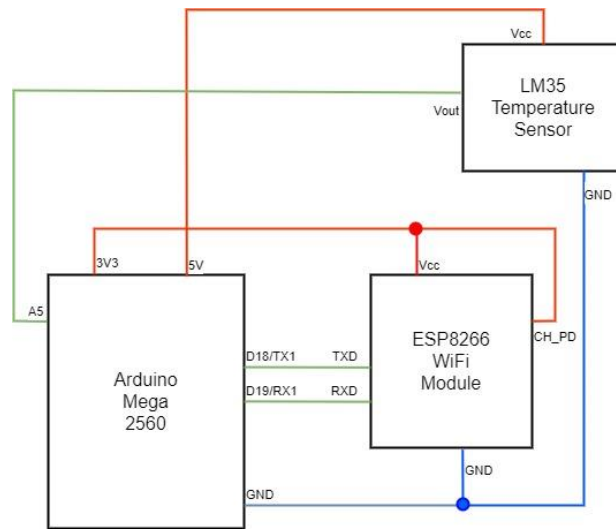 Vcc
LM35
Temperature
Sensor
Vout
GND
3V3
5V
Vcc
A5
CH_PD
ESP8266
WiFi
Module
Arduino
Mega
2560
D18/TX1
TXD
D19/RX1
RXD
GND
GND